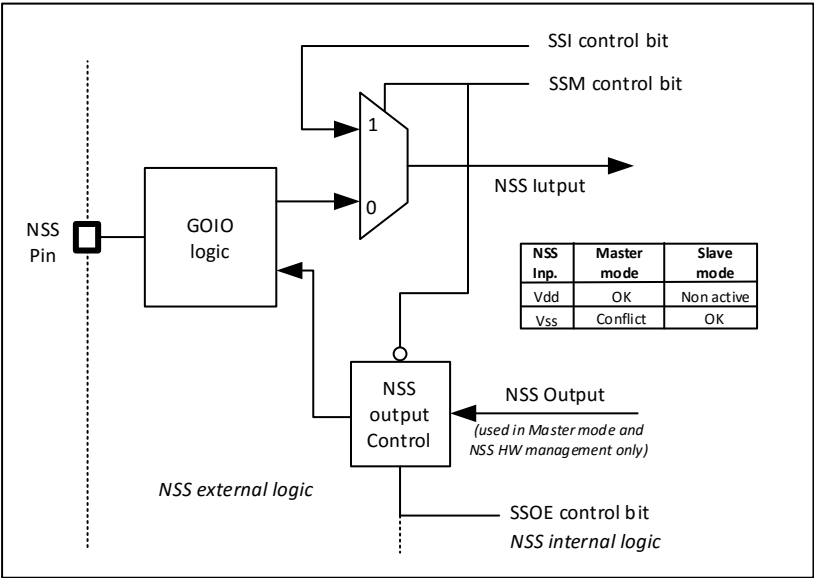 SSI control bit
SSM control bit
1
NSS Iutput
0
NSS
Pin
GOIO
logic
NSS Inp. Master mode Slave mode
Vdd OK Non active
Vss Conflict OK
NSS
output
Control
NSS Output
(used in Master mode and
NSS HW management only)
NSS external logic
SSOE control bit
NSS internal logic